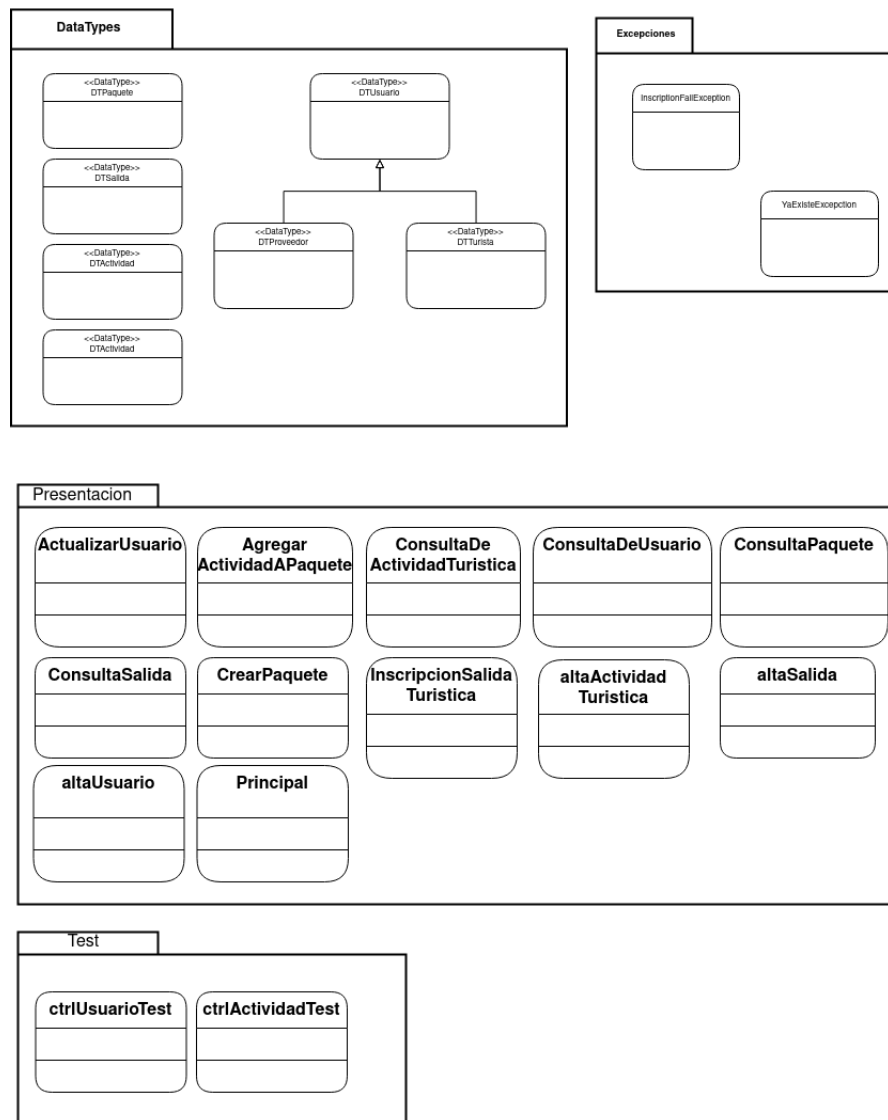 DataTypes
<<DataType>>
DTPaquete
<<DataType>>
DTSalida
<<DataType>>
DTActividad
<<DataType>>
DTActividad
<<DataType>>
DTUsuario
<<DataType>>
DTProveedor
<<DataType>>
DTTurista
Excepciones
InscriptionFailException
YaExisteExcepction
Presentacion
ActualizarUsuario
Agregar
ActividadAPaquete
ConsultaDe
ActividadTuristica
ConsultaDeUsuario
ConsultaPaquete
ConsultaSalida
CrearPaquete
InscripcionSalida
Turistica
altaActividad
Turistica
altaSalida
altaUsuario
Principal
Test
ctrlUsuarioTest
ctrlActividadTest